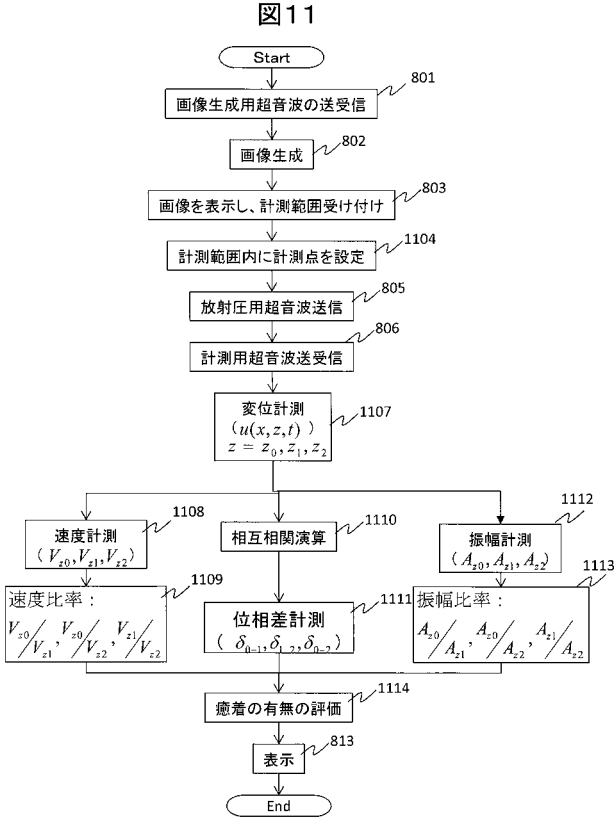 図11
Start
801
画像生成用超音波の送受信
802
画像生成
803
画像を表示し、計測範囲受け付け
1104
計測範囲内に計測点を設定
805
放射圧用超音波送信
806
計測用超音波送受信
1107
変位計測
(u(x,z,t) )
z = z0, z1, z2
1108
速度計測
( Vz0,Vz1,Vz2 )
1110
相互相関演算
1112
振幅計測
( Az0, Az1, Az2 )
1109
速度比率:
Vz0/Vz1, Vz0/Vz2, Vz1/Vz2
1111
位相差計測
( δ0-1, δ1-2, δ0-2 )
1113
振幅比率:
Az0/Az1, Az0/Az2, Az1/Az2
1114
癒着の有無の評価
813
表示
End